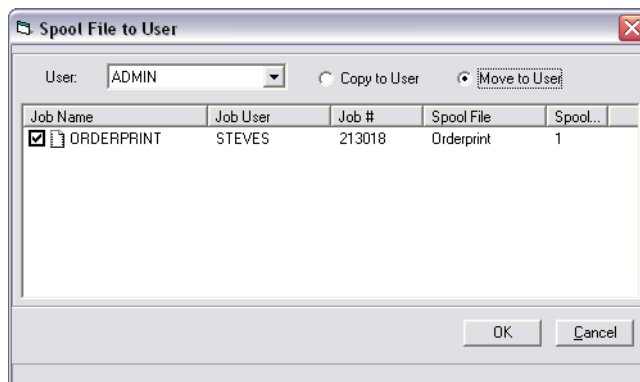 Spool File to User
User: ADMIN Copy to User Move to User
Job Name Job User Job # Spool File Spool...
ORDERPRINT STEVES 213018 Orderprint 1
OK Cancel